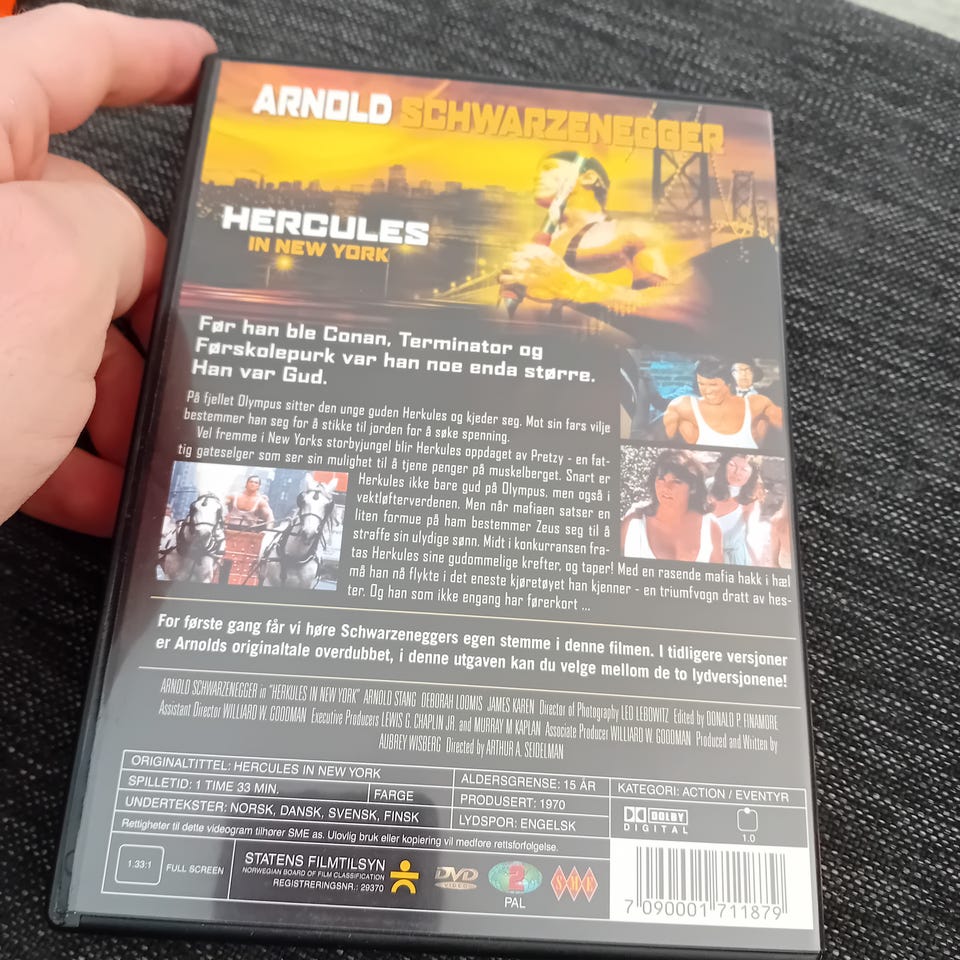 ARNOLD SCHWARZENEGGER
HERCULES
IN NEW YORK
Før han ble Conan, Terminator og
Førskolepurk var han noe enda større.
Han var Gud.
På fjellet Olympus sitter den unge guden Herkules og kjeder seg. Mot sin fars vilje
bestemmer han seg for å stikke til jorden for å søke spenning.
Vel fremme i New Yorks storbyjungel blir Herkules oppdaget av Pretzy - en fat-
tig gateselger som ser sin mulighet til å tjene penger på muskelberget. Snart er
Herkules ikke bare gud på Olympus, men også i
vektløfterverdenen. Men når mafiaen satser en
liten formue på ham bestemmer Zeus seg til å
straffe sin ulydige sønn. Midt i konkurransen fra-
tas Herkules sine gudommelige krefter, og taper! Med en rasende mafia hakk i hæl
må han nå flykte i det eneste kjøretøyet han kjenner - en triumfvogn dratt av hes-
ter. Og han som ikke engang har førerkort ...
For første gang får vi høre Schwarzeneggers egen stemme i denne filmen. I tidligere versjoner
er Arnolds originaltale overdubbet, i denne utgaven kan du velge mellom de to lydversjonene!
ARNOLD SCHWARZENEGGER in "HERKULES IN NEW YORK" ARNOLD STANG DEBORAH LOOMIS JAMES KAREN Director of Photography LEO LEBOWITZ Edited by DONALD P. FINAMORE
Assistant Director WILLIARD W. GOODMAN Executive Producers LEWIS G. CHAPLIN JR. and MURRAY M KAPLAN Associate Producer WILLIARD W. GOODMAN Produced and Written by
AUBREY WISBERG Directed by ARTHUR A. SEIDELMAN
ORIGINALTITTEL: HERCULES IN NEW YORK
ALDERSGRENSE: 15 ÅR
KATEGORI: ACTION / EVENTYR
SPILLETID: 1 TIME 33 MIN.
FARGE
PRODUSERT: 1970
UNDERTEKSTER: NORSK, DANSK, SVENSK, FINSK
LYDSPOR: ENGELSK
DOLBY
DIGITAL
1.0
Rettigheter til dette videogram tilhører SME as. Ulovlig bruk eller kopiering vil medføre rettsforfølgelse.
1.33:1
FULL SCREEN
STATENS FILMTILSYN
NORWEGIAN BOARD OF FILM CLASSIFICATION
REGISTRERINGSNR.: 29370
DVD
VIDEO
2
PAL
SME
7 090001 711879